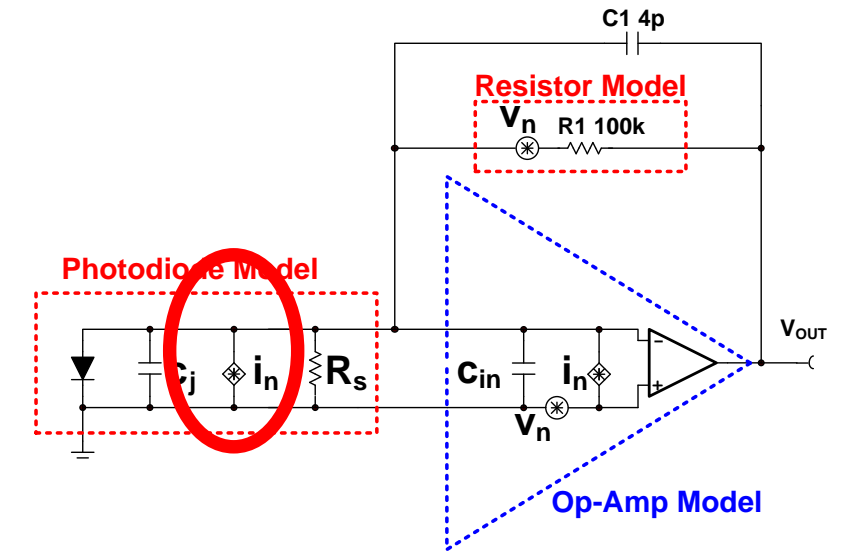 C1 4p
Resistor Model
vn R1 100k
Photodiode Model
VOUT
− 
Cj in Rs cin in
+
vn
Op-Amp Model